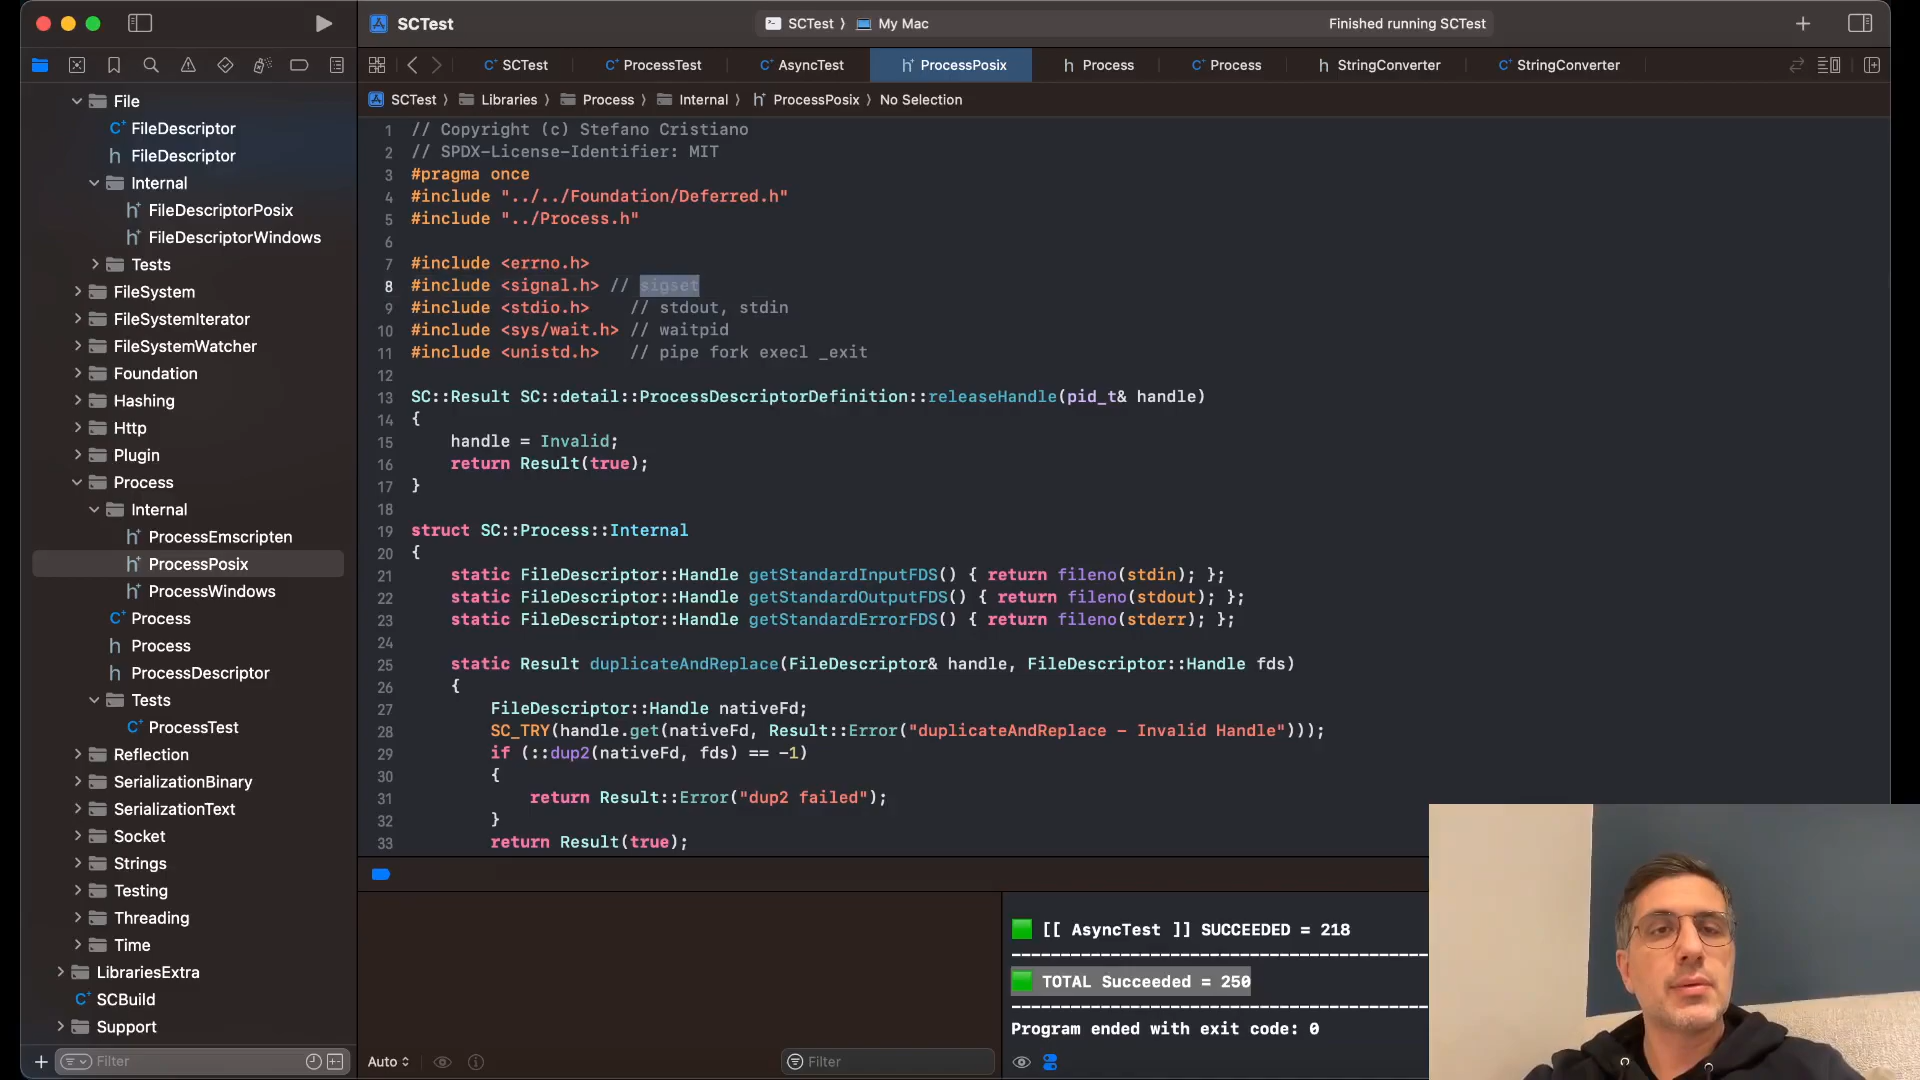 SCTest
SCTest 〉 My Mac
Finished running SCTest
SCTest
ProcessTest
AsyncTest
ProcessPosix
Process
Process
StringConverter
StringConverter
SCTest 〉 Libraries 〉 Process 〉 Internal 〉 ProcessPosix 〉 No Selection
File
FileDescriptor
FileDescriptor
Internal
FileDescriptorPosix
FileDescriptorWindows
Tests
FileSystem
FileSystemIterator
FileSystemWatcher
Foundation
Hashing
Http
Plugin
Process
Internal
ProcessEmscripten
ProcessPosix
ProcessWindows
Process
Process
ProcessDescriptor
Tests
ProcessTest
Reflection
SerializationBinary
SerializationText
Socket
Strings
Testing
Threading
Time
LibrariesExtra
SCBuild
Support
Filter
1 // Copyright (c) Stefano Cristiano
2 // SPDX-License-Identifier: MIT
3 #pragma once
4 #include "../../Foundation/Deferred.h"
5 #include "../Process.h"
6
7 #include <errno.h>
8 #include <signal.h> // sigset
9 #include <stdio.h>    // stdout, stdin
10 #include <sys/wait.h> // waitpid
11 #include <unistd.h>   // pipe fork execl _exit
12
13 SC::Result SC::detail::ProcessDescriptorDefinition::releaseHandle(pid_t& handle)
14 {
15     handle = Invalid;
16     return Result(true);
17 }
18
19 struct SC::Process::Internal
20 {
21     static FileDescriptor::Handle getStandardInputFDS() { return fileno(stdin); };
22     static FileDescriptor::Handle getStandardOutputFDS() { return fileno(stdout); };
23     static FileDescriptor::Handle getStandardErrorFDS() { return fileno(stderr); };
24
25     static Result duplicateAndReplace(FileDescriptor& handle, FileDescriptor::Handle fds)
26     {
27         FileDescriptor::Handle nativeFd;
28         SC_TRY(handle.get(nativeFd, Result::Error("duplicateAndReplace - Invalid Handle")));
29         if (::dup2(nativeFd, fds) == -1)
30         {
31             return Result::Error("dup2 failed");
32         }
33         return Result(true);
[[ AsyncTest ]] SUCCEEDED = 218
------------------------------------------
TOTAL Succeeded = 250
------------------------------------------
Program ended with exit code: 0
Auto
Filter